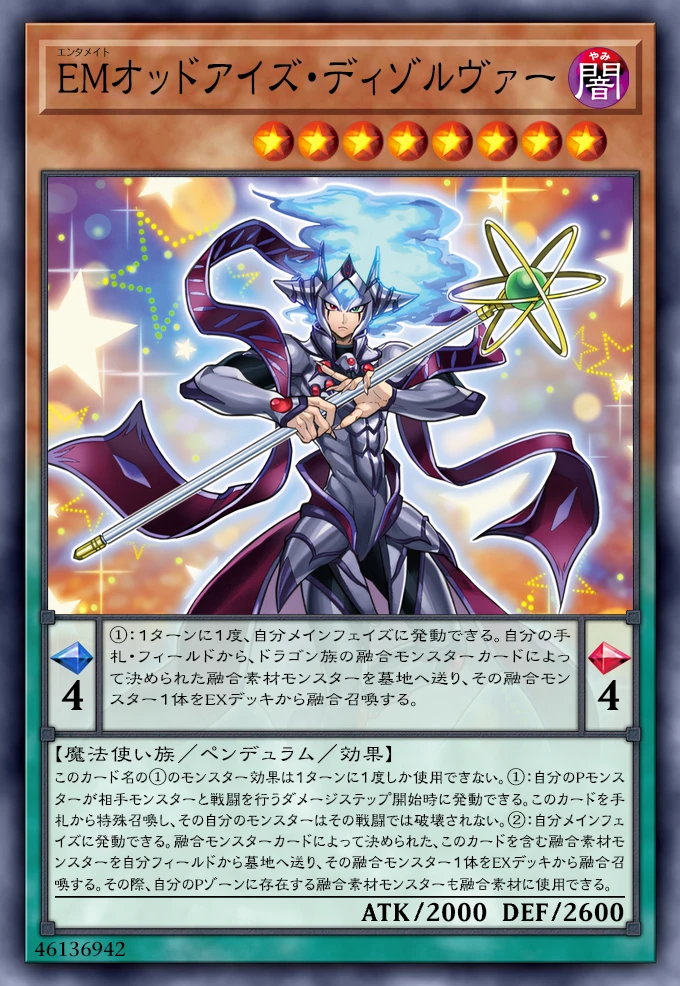 エンタメイト
EMオッドアイズ・ディゾルヴァー
やみ
闇
①：1ターンに1度、自分メインフェイズに発動できる。自分の手
札・フィールドから、ドラゴン族の融合モンスターカードによっ
て決められた融合素材モンスターを墓地へ送り、その融合モン
スター1体をEXデッキから融合召喚する。
4
4
【魔法使い族／ペンデュラム／効果】
このカード名の①のモンスター効果は1ターンに1度しか使用できない。①：自分のPモンス
ターが相手モンスターと戦闘を行うダメージステップ開始時に発動できる。このカードを手
札から特殊召喚し、その自分のモンスターはその戦闘では破壊されない。②：自分メインフェ
イズに発動できる。融合モンスターカードによって決められた、このカードを含む融合素材モ
ンスターを自分フィールドから墓地へ送り、その融合モンスター1体をEXデッキから融合召
喚する。その際、自分のPゾーンに存在する融合素材モンスターも融合素材に使用できる。
ATK/2000 DEF/2600
46136942